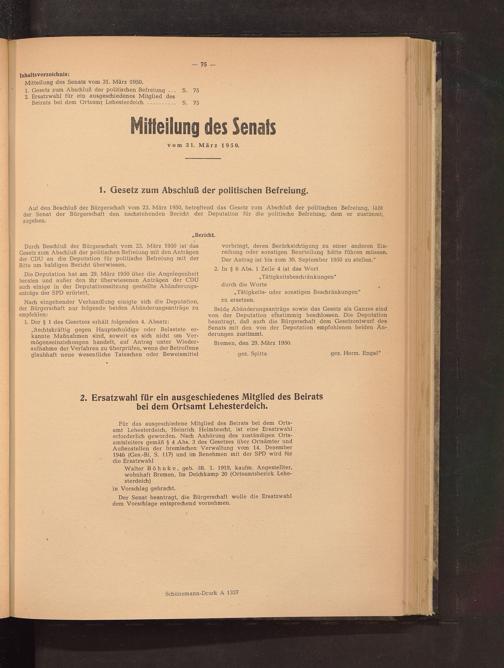 — 75 —
Inhaltsverzeichnis:
Mitteilung des Senats vom 31. März 1950.
1. Gesetz zum Abschluß der politischen Befreiung ... S. 75
2. Ersatzwahl für ein ausgeschiedenes Mitglied des
Beirats bei dem Ortsamt Lehesterdeich .......... S. 75
Mitteilung des Senats
vom 31. März 1950.
1. Gesetz zum Abschluß der politischen Befreiung.
Auf den Beschluß der Bürgerschaft vom 23. März 1950, betreffend das Gesetz zum Abschluß der politischen Befreiung, läßt
der Senat der Bürgerschaft den nachstehenden Bericht der Deputation für die politische Befreiung, dem er zustimmt,
zugehen.
„Bericht.
Durch Beschluß der Bürgerschaft vom 23. März 1950 ist das
Gesetz zum Abschluß der politischen Befreiung mit den Anträgen
der CDU an die Deputation für politische Befreiung mit der
Bitte um baldigen Bericht überwiesen.
Die Deputation hat am 29. März 1950 über die Angelegenheit
beraten und außer den ihr überwiesenen Anträgen der CDU
auch einige in der Deputationssitzung gestellte Abänderungs-
anträge der SPD erörtert.
Nach eingehender Verhandlung einigte sich die Deputation,
der Bürgerschaft nur folgende beiden Abänderungsanträge zu
empfehlen:
1. Der § 1 des Gesetzes erhält folgenden 4. Absatz:
„Rechtskräftig gegen Hauptschuldige oder Belastete er-
kannte Maßnahmen sind, soweit es sich nicht um Ver-
mögenseinziehungen handelt, auf Antrag unter Wieder-
aufnahme der Verfahren zu überprüfen, wenn der Betroffene
glaubhaft neue wesentliche Tatsachen oder Beweismittel
vorbringt, deren Berücksichtigung zu einer anderen Ein-
reihung oder sonstigen Beurteilung hätte führen müssen.
Der Antrag ist bis zum 30. September 1950 zu stellen.“
2. In § 8 Abs. 1 Zeile 4 ist das Wort
„Tätigkeitsbeschränkungen“
durch die Worte
„Tätigkeits- oder sonstigen Beschränkungen“
zu ersetzen.
Beide Abänderungsanträge sowie das Gesetz als Ganzes sind
von der Deputation einstimmig beschlossen. Die Deputation
beantragt, daß auch die Bürgerschaft dem Gesetzentwurf des
Senats mit den von der Deputation empfohlenen beiden Än-
derungen zustimmt.
Bremen, den 29. März 1950.
gez. Spitta gez. Herm. Engel“
2. Ersatzwahl für ein ausgeschiedenes Mitglied des Beirats
bei dem Ortsamt Lehesterdeich.
Für das ausgeschiedene Mitglied des Beirats bei dem Orts-
amt Lehesterdeich, Heinrich Helmbrecht, ist eine Ersatzwahl
erforderlich geworden. Nach Anhörung des zuständigen Orts-
amtsleiters gemäß § 4 Abs. 3 des Gesetzes über Ortsämter und
Außenstellen der bremischen Verwaltung vom 14. Dezember
1946 (Ges.-Bl. S. 117) und im Benehmen mit der SPD wird für
die Ersatzwahl
Walter Böhnke, geb. 18. 1. 1919, kaufm. Angestellter,
wohnhaft Bremen, Im Deichkamp 20 (Ortsamtsbezirk Lehe-
sterdeich)
in Vorschlag gebracht.
Der Senat beantragt, die Bürgerschaft wolle die Ersatzwahl
dem Vorschlage entsprechend vornehmen.
Schünemann-Druck A 1337